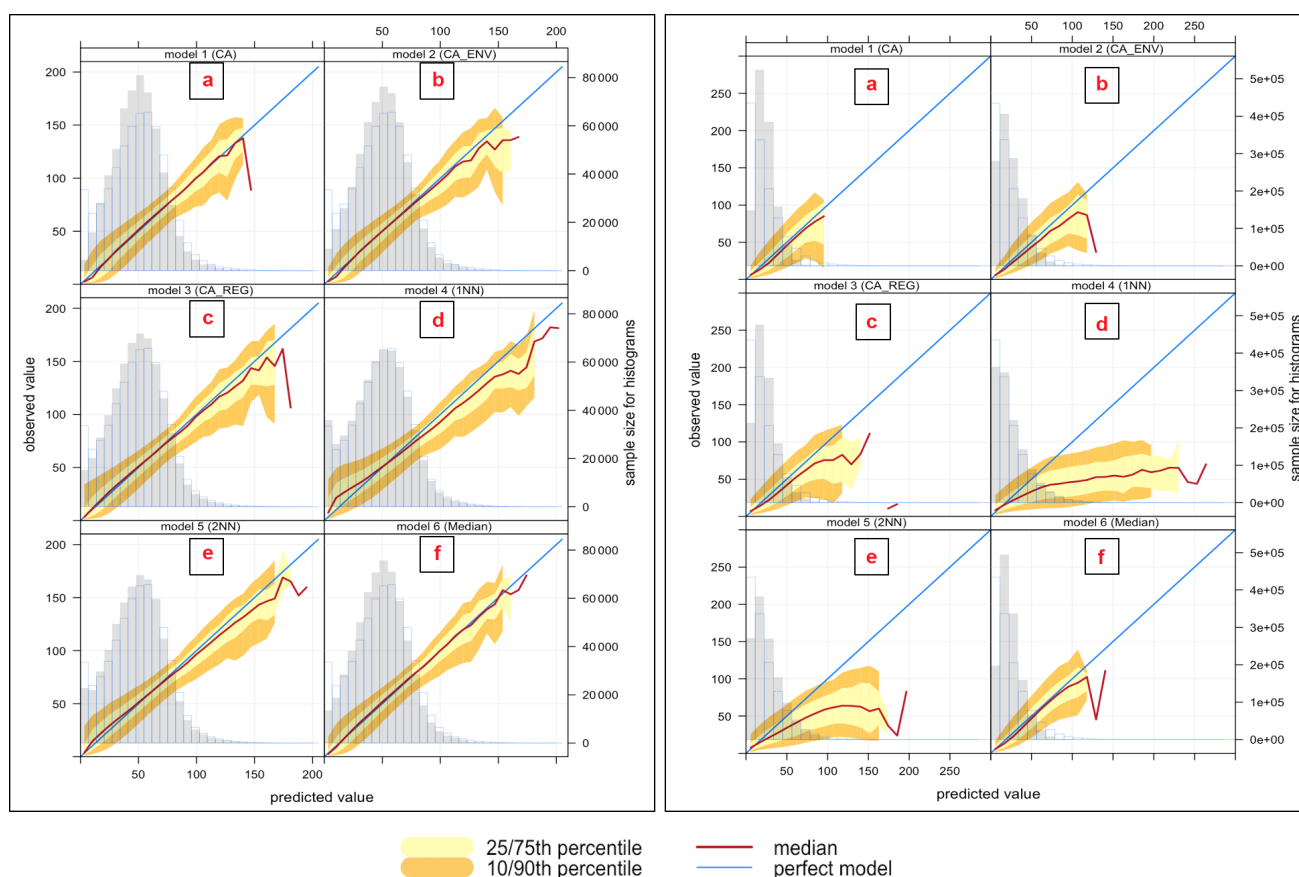 50 100 150 200
model 1 (CA) model 2 (CA_ENV)
a b
200
150
100
50
80 000
60 000
40 000
20 000
0
model 3 (CA_REG) model 4 (1NN)
c d
200
150
100
50
80 000
60 000
40 000
20 000
0
model 5 (2NN) model 6 (Median)
e f
200
150
100
50
80 000
60 000
40 000
20 000
0
50 100 150 200
observed value
sample size for histograms
predicted value
50 100 150 200 250
model 1 (CA) model 2 (CA_ENV)
a b
250
200
150
100
50
5e+05
4e+05
3e+05
2e+05
1e+05
0e+00
model 3 (CA_REG) model 4 (1NN)
c d
250
200
150
100
50
5e+05
4e+05
3e+05
2e+05
1e+05
0e+00
model 5 (2NN) model 6 (Median)
e f
250
200
150
100
50
5e+05
4e+05
3e+05
2e+05
1e+05
0e+00
50 100 150 200 250
observed value
sample size for histograms
predicted value
25/75th percentile median
10/90th percentile perfect model